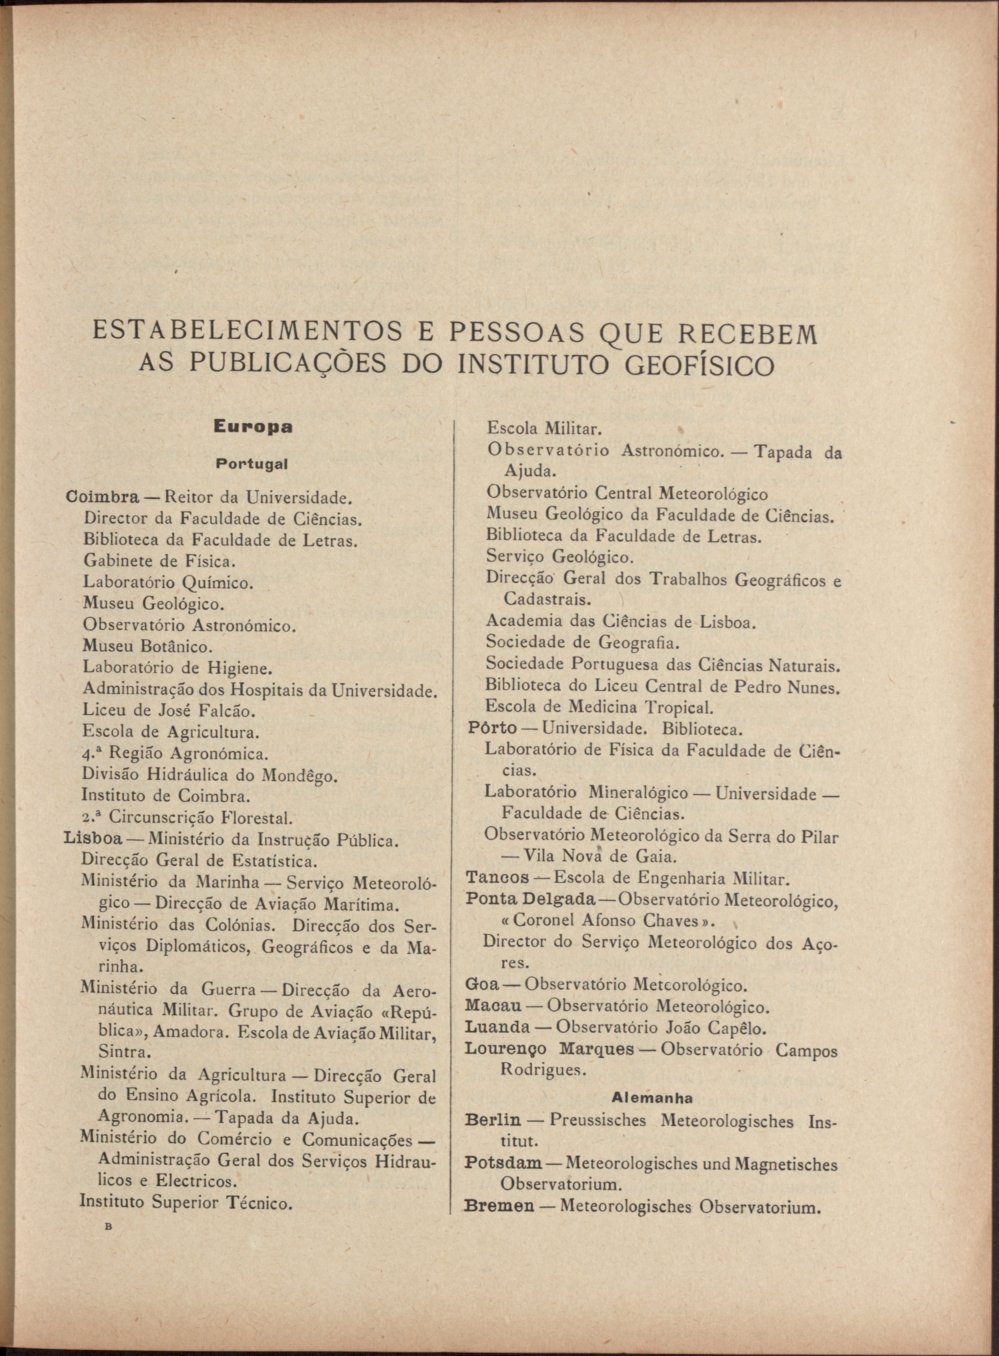 ESTABELECIMENTOS E PESSOAS QUE RECEBEM
AS PUBLICAÇÕES DO INSTITUTO GEOFÍSICO
Europa
Portugal
Coimbra — Reitor da Universidade.
Director da Faculdade de Ciências.
Biblioteca da Faculdade de Letras.
Gabinete de Física.
Laboratório Químico.
Museu Geológico.
Observatório Astronómico.
Museu Botânico.
Laboratório de Higiene.
Administração dos Hospitais da Universidade.
Liceu de José Falcão.
Escola de Agricultura.
4.ª Região Agronómica.
Divisão Hidráulica do Mondêgo.
Instituto de Coimbra.
2.ª Circunscrição Florestal.
Lisboa — Ministério da Instrução Pública.
Direcção Geral de Estatística.
Ministério da Marinha — Serviço Meteoroló-
gico — Direcção de Aviação Marítima.
Ministério das Colónias. Direcção dos Ser-
viços Diplomáticos, Geográficos e da Ma-
rinha.
Ministério da Guerra — Direcção da Aero-
náutica Militar. Grupo de Aviação «Repú-
blica», Amadora. Escola de Aviação Militar,
Sintra.
Ministério da Agricultura — Direcção Geral
do Ensino Agrícola. Instituto Superior de
Agronomia. — Tapada da Ajuda.
Ministério do Comércio e Comunicações —
Administração Geral dos Serviços Hidrau-
licos e Electricos.
Instituto Superior Técnico.
B
Escola Militar.
Observatório Astronómico. — Tapada da
Ajuda.
Observatório Central Meteorológico
Museu Geológico da Faculdade de Ciências.
Biblioteca da Faculdade de Letras.
Serviço Geológico.
Direcção Geral dos Trabalhos Geográficos e
Cadastrais.
Academia das Ciências de Lisboa.
Sociedade de Geografia.
Sociedade Portuguesa das Ciências Naturais.
Biblioteca do Liceu Central de Pedro Nunes.
Escola de Medicina Tropical.
Pôrto — Universidade. Biblioteca.
Laboratório de Física da Faculdade de Ciên-
cias.
Laboratório Mineralógico — Universidade —
Faculdade de Ciências.
Observatório Meteorológico da Serra do Pilar
— Vila Nova de Gaia.
Tancos — Escola de Engenharia Militar.
Ponta Delgada — Observatório Meteorológico,
«Coronel Afonso Chaves».
Director do Serviço Meteorológico dos Aço-
res.
Goa — Observatório Meteorológico.
Macau — Observatório Meteorológico.
Luanda — Observatório João Capêlo.
Lourenço Marques — Observatório Campos
Rodrigues.
Alemanha
Berlin — Preussisches Meteorologisches Ins-
titut.
Potsdam — Meteorologisches und Magnetisches
Observatorium.
Bremen — Meteorologisches Observatorium.